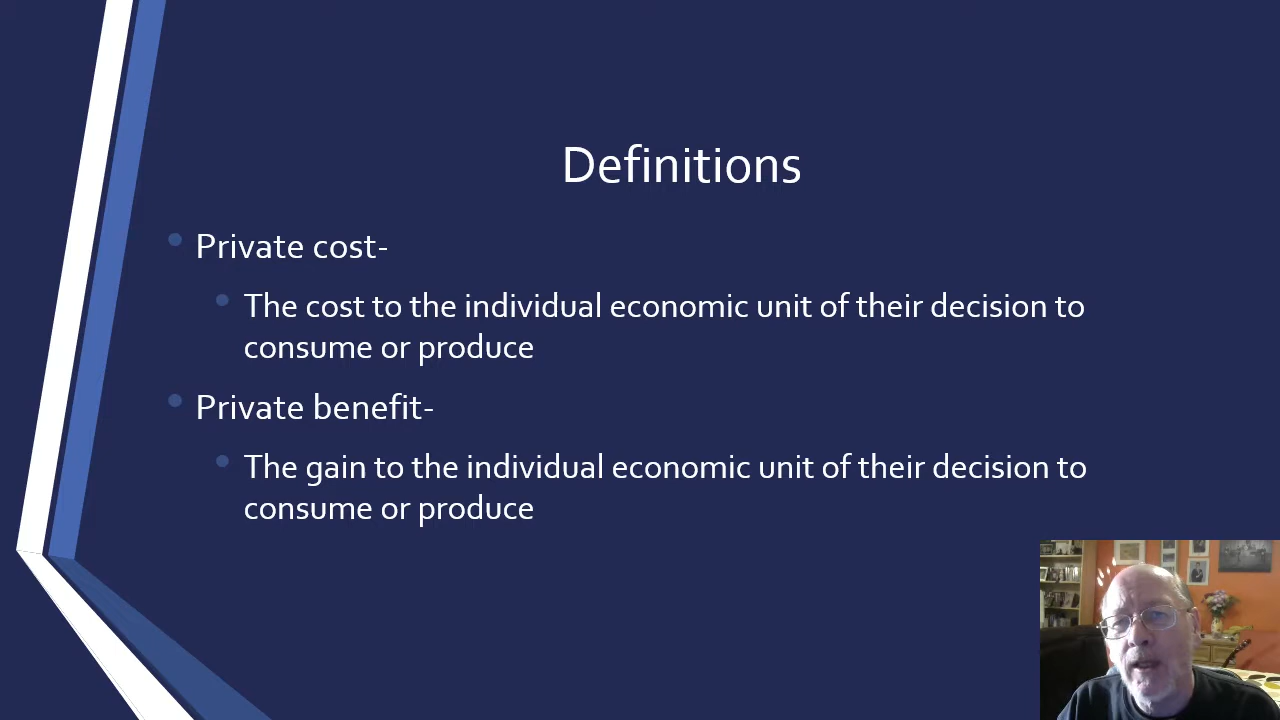 Definitions
Private cost-
The cost to the individual economic unit of their decision to
consume or produce
Private benefit-
The gain to the individual economic unit of their decision to
consume or produce